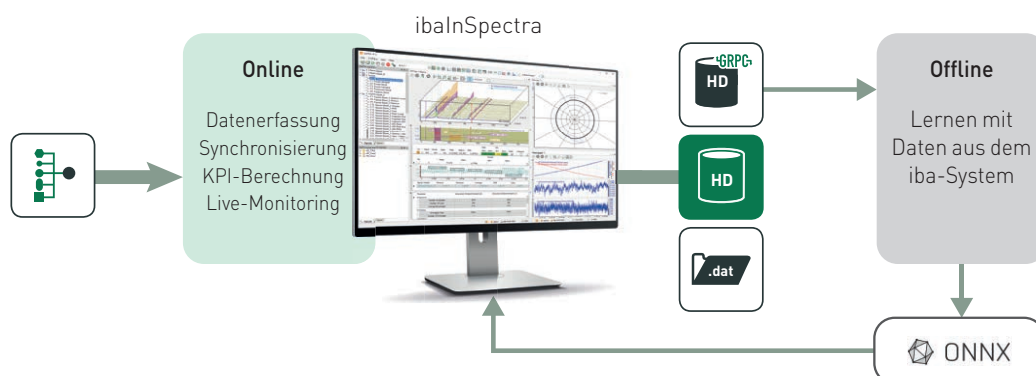 ibaInSpectra
Online
Datenerfassung
Synchronisierung
KPI-Berechnung
Live-Monitoring
GRPC
HD
HD
.dat
Offline
Lernen mit
Daten aus dem
iba-System
ONNX